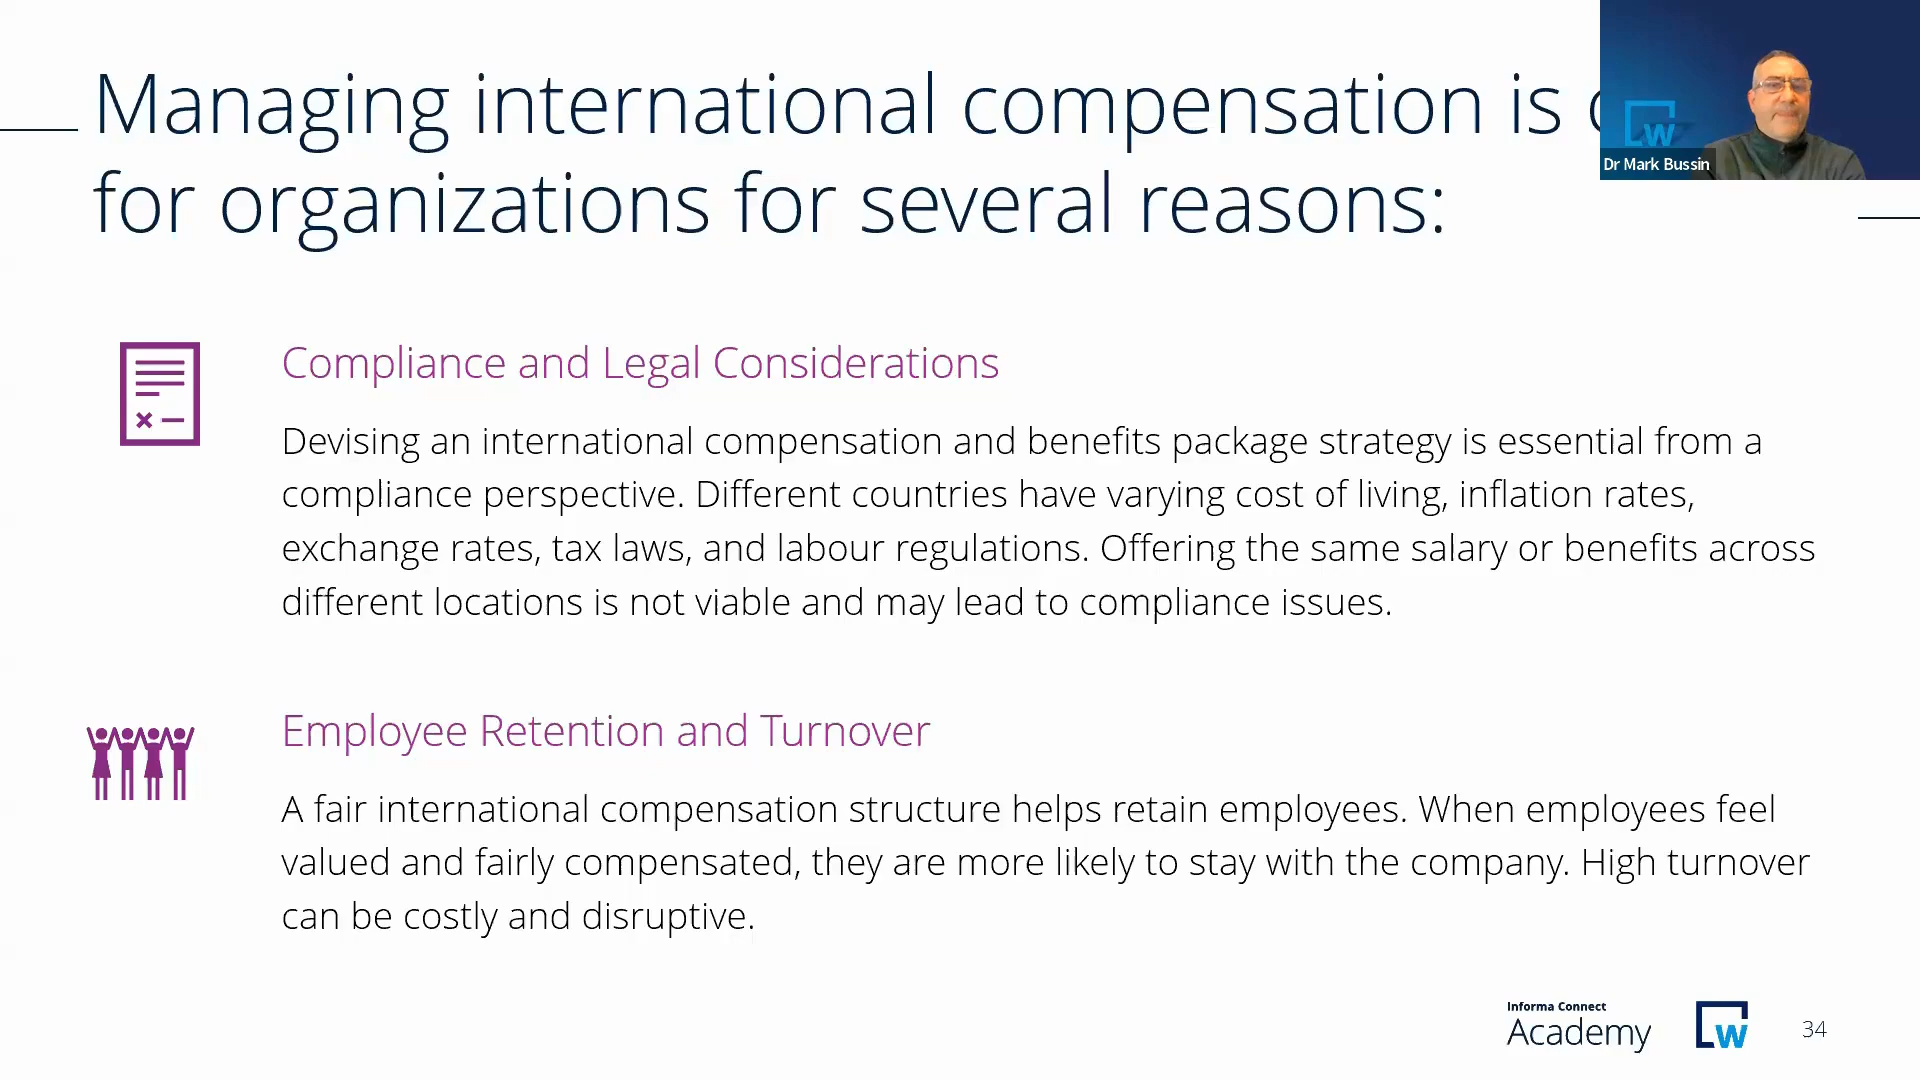 Managing international compensation is
for organizations for several reasons:
Dr Mark Bussin
Compliance and Legal Considerations
Devising an international compensation and benefits package strategy is essential from a
compliance perspective. Different countries have varying cost of living, inflation rates,
exchange rates, tax laws, and labour regulations. Offering the same salary or benefits across
different locations is not viable and may lead to compliance issues.
Employee Retention and Turnover
A fair international compensation structure helps retain employees. When employees feel
valued and fairly compensated, they are more likely to stay with the company. High turnover
can be costly and disruptive.
Informa Connect
Academy
W
34